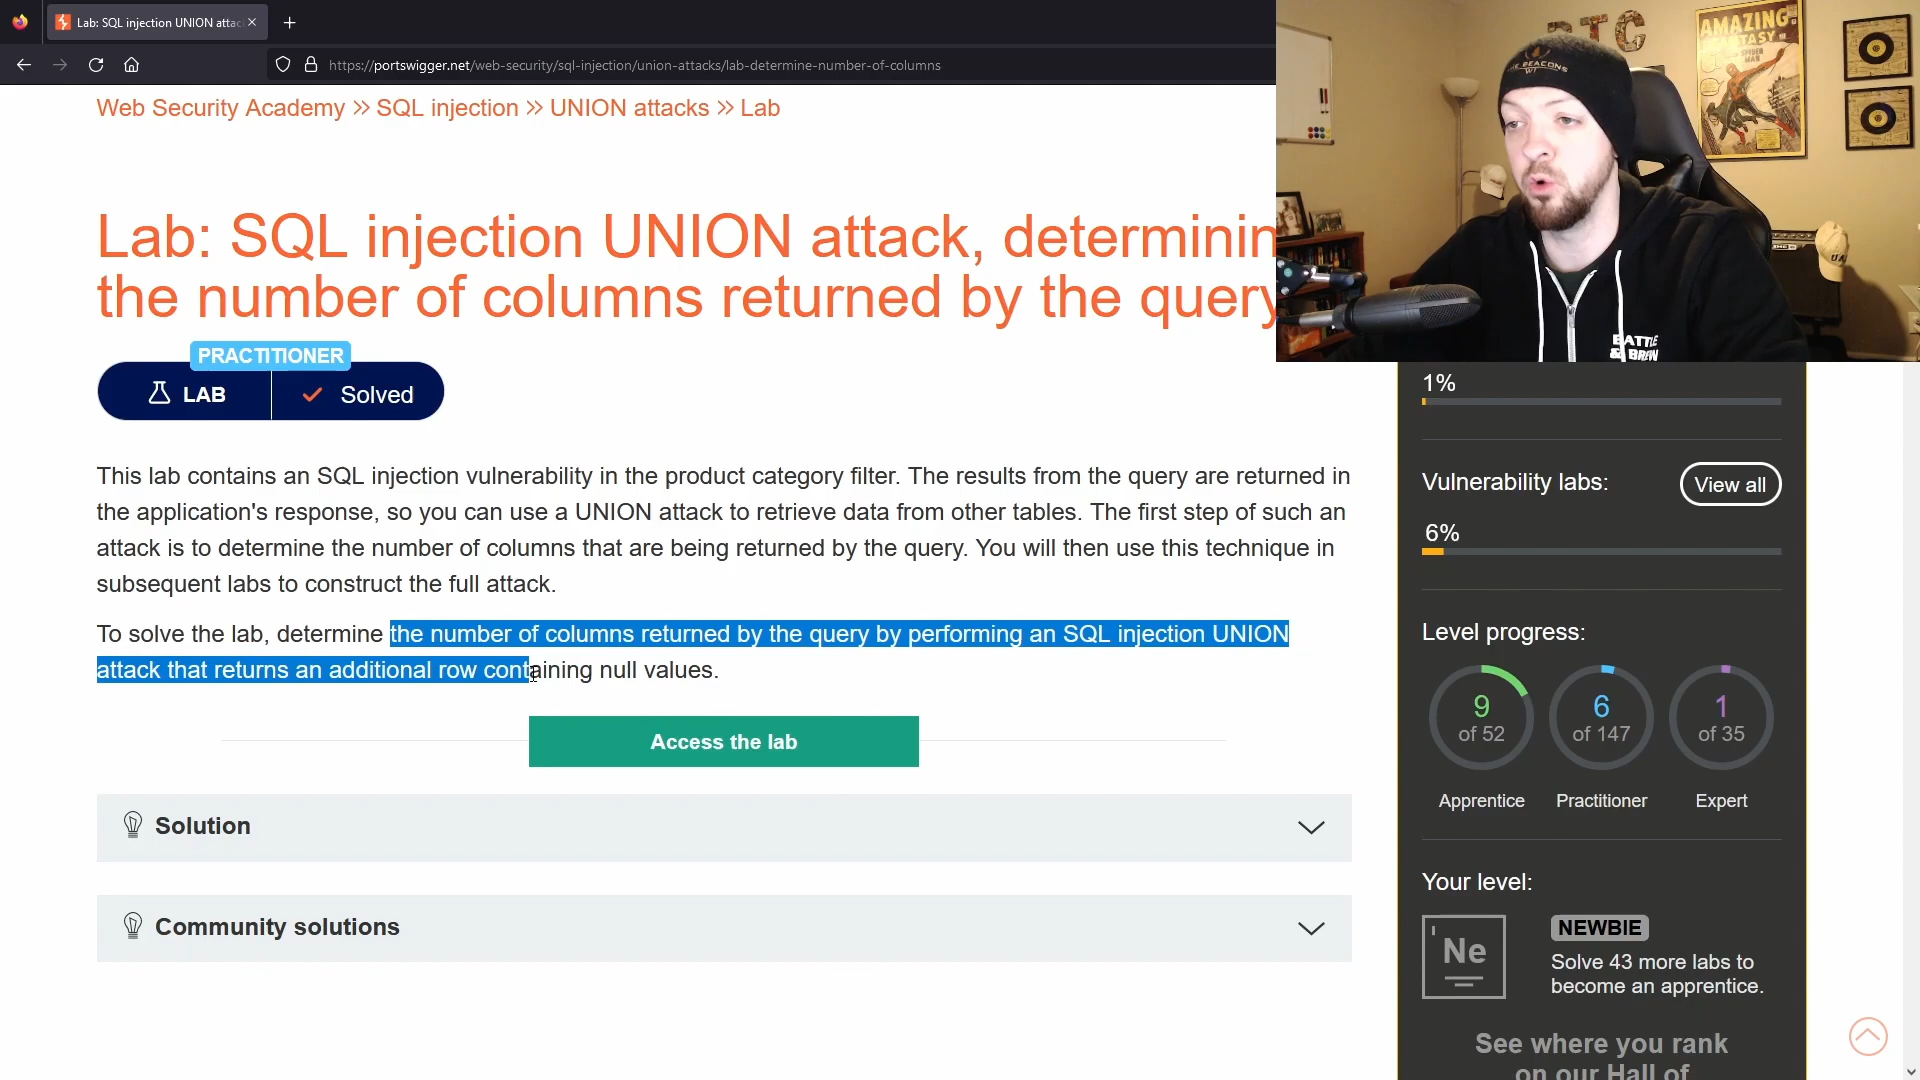 Lab: SQL injection UNION attac
https://portswigger.net/web-security/sql-injection/union-attacks/lab-determine-number-of-columns
Web Security Academy >> SQL injection >> UNION attacks >> Lab
Lab: SQL injection UNION attack, determinin
the number of columns returned by the query
PRACTITIONER
LAB
Solved
This lab contains an SQL injection vulnerability in the product category filter. The results from the query are returned in
the application's response, so you can use a UNION attack to retrieve data from other tables. The first step of such an
attack is to determine the number of columns that are being returned by the query. You will then use this technique in
subsequent labs to construct the full attack.
To solve the lab, determine the number of columns returned by the query by performing an SQL injection UNION
attack that returns an additional row containing null values.
Access the lab
Solution
Community solutions
AMAZING
FANTASY
BATTLE
& BREW
1%
Vulnerability labs:
View all
6%
Level progress:
9
of 52
6
of 147
1
of 35
Apprentice
Practitioner
Expert
Your level:
Ne
NEWBIE
Solve 43 more labs to
become an apprentice.
See where you rank
on our Hall of